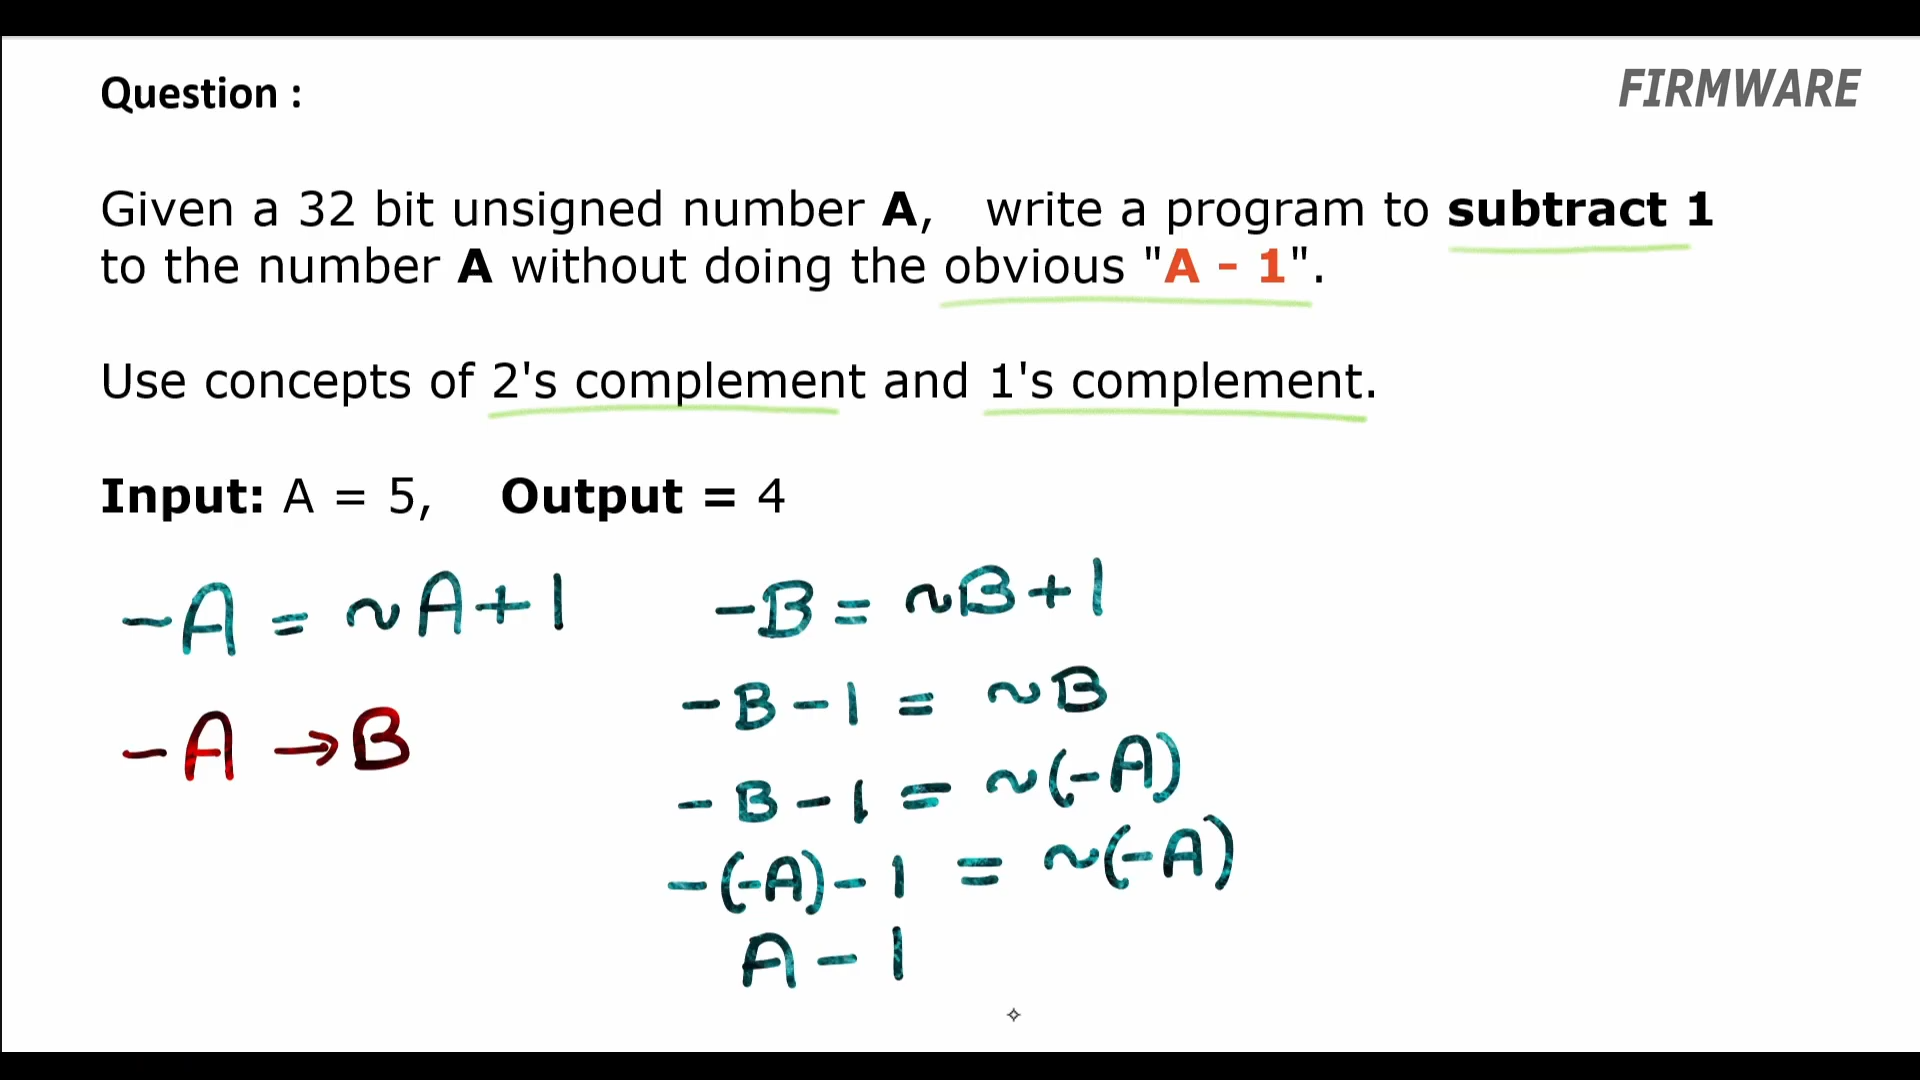 Question :
FIRMWARE
Given a 32 bit unsigned number A, write a program to subtract 1
to the number A without doing the obvious "A - 1".
Use concepts of 2's complement and 1's complement.
Input: A = 5, Output = 4
-A = ~A+1
-A → B
-B = ~B+1
-B-1 = ~B
-B-1 = ~(-A)
-(-A)-1 = ~(-A)
A-1